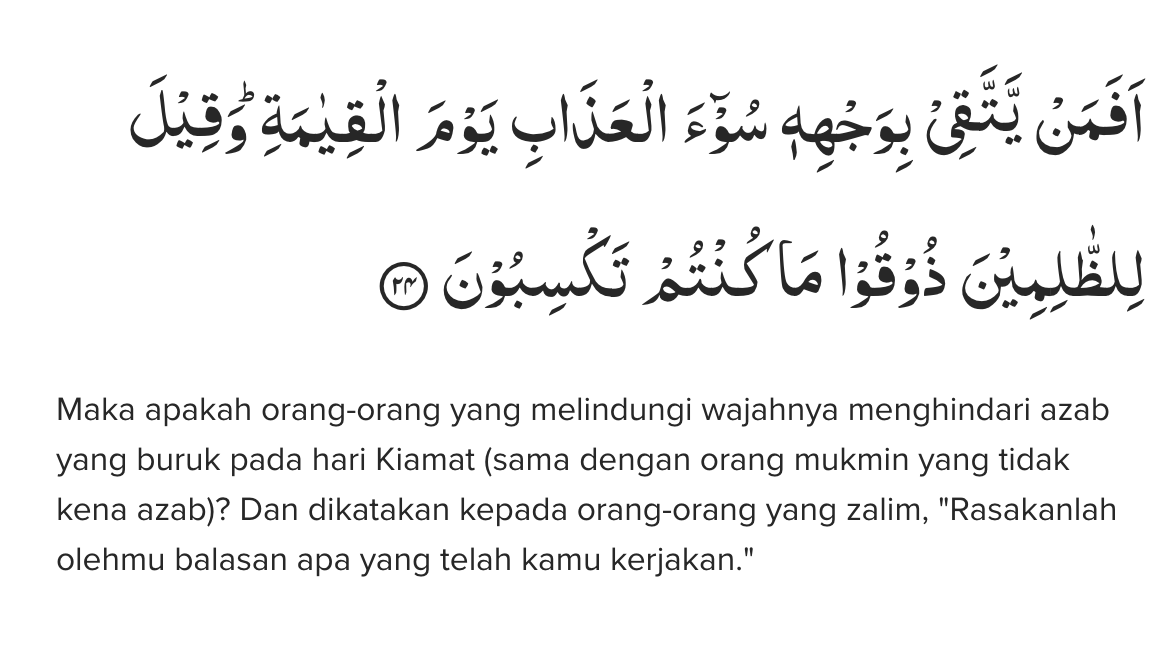 اَفَمَنْ يَّتَّقِيْ بِوَجْهِهٖ سُوْۤءَ الْعَذَابِ يَوْمَ الْقِيٰمَةِ ۗوَقِيْلَ
لِلظّٰلِمِيْنَ ذُوْقُوْا مَا كُنْتُمْ تَكْسِبُوْنَ ٢٤
Maka apakah orang-orang yang melindungi wajahnya menghindari azab
yang buruk pada hari Kiamat (sama dengan orang mukmin yang tidak
kena azab)? Dan dikatakan kepada orang-orang yang zalim, "Rasakanlah
olehmu balasan apa yang telah kamu kerjakan."